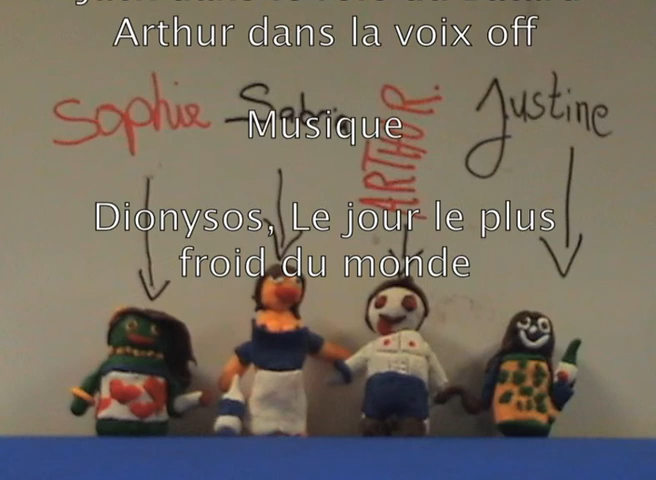 Arthur dans la voix off
Sophie
Justine
ARTHUR.
Musique
Dionysos, Le jour le plus
froid du monde